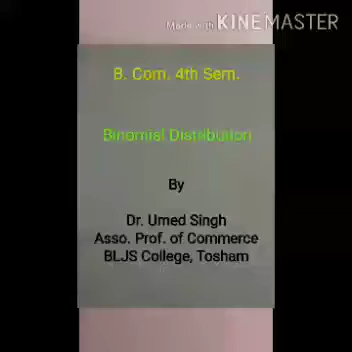 Made with KINEMASTER
B. Com. 4th Sem.
Binomial Distribution
By
Dr. Umed Singh
Asso. Prof. of Commerce
BLJS College, Tosham